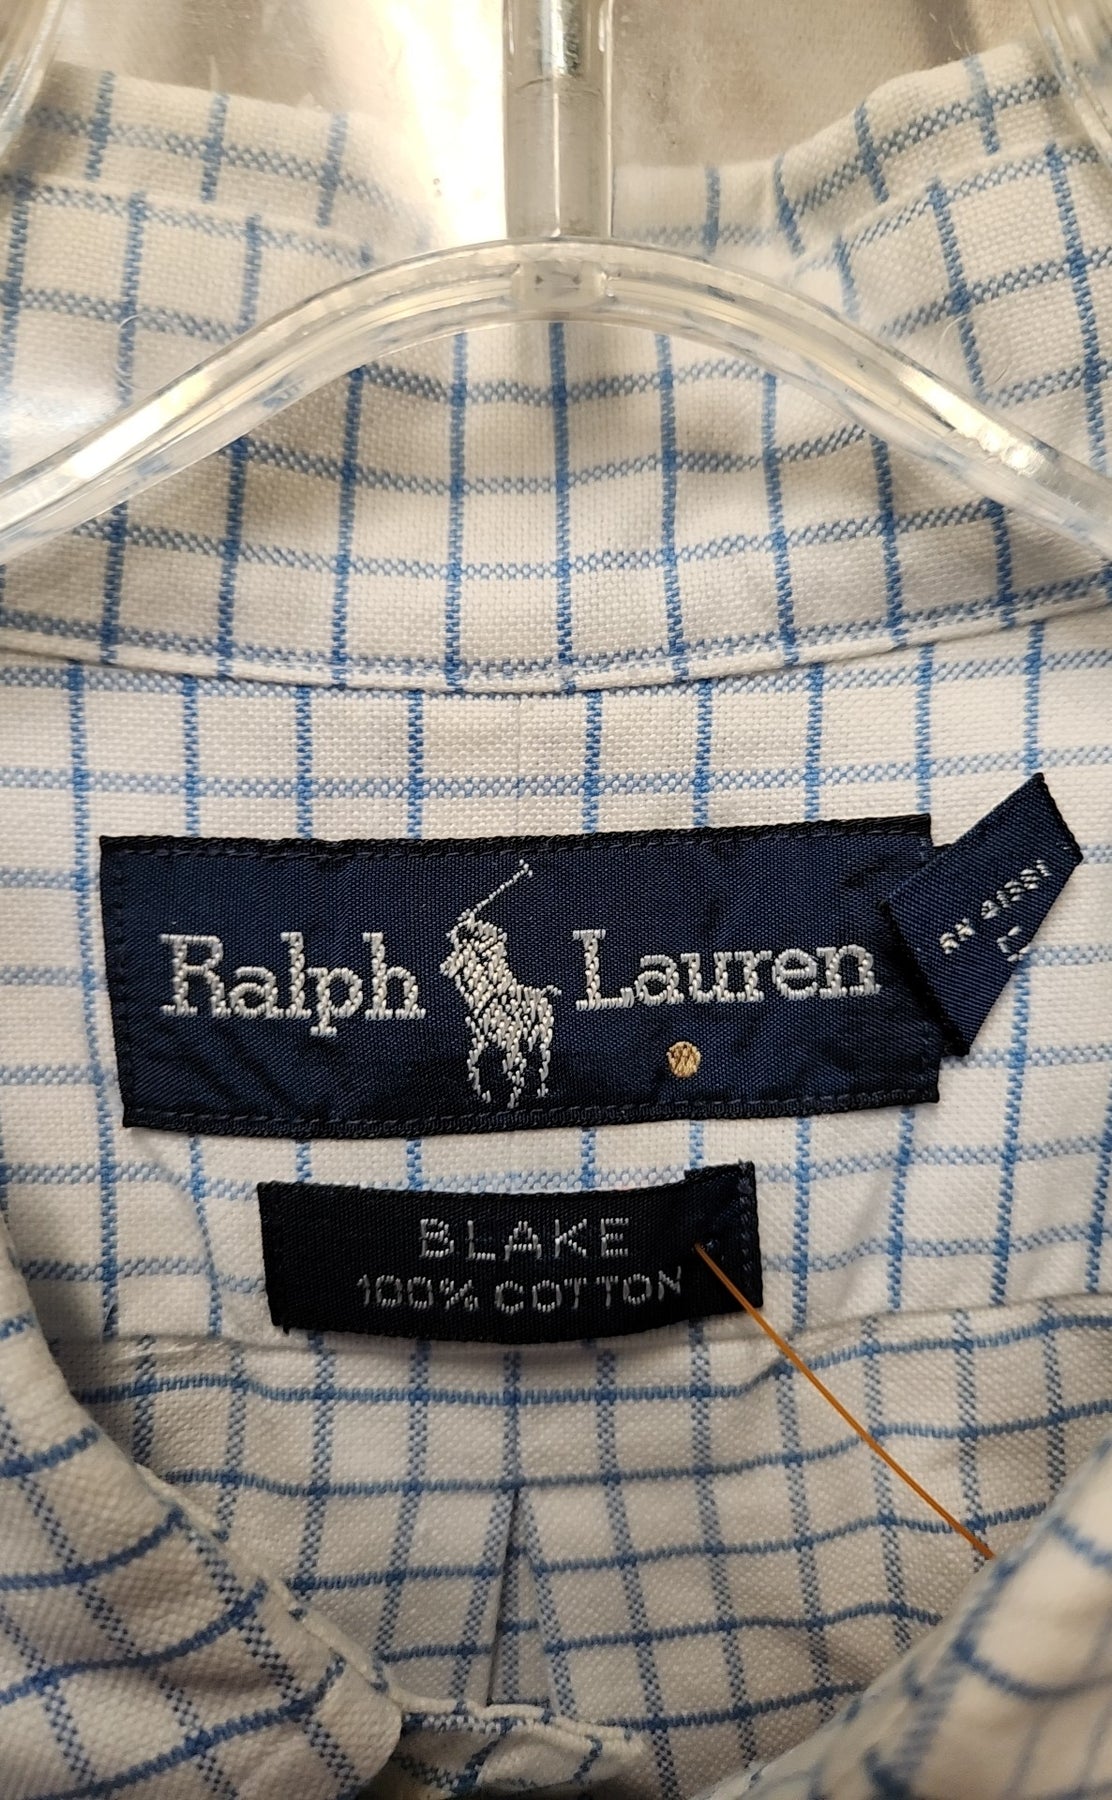 Ralph Lauren
BLAKE
100% COTTON